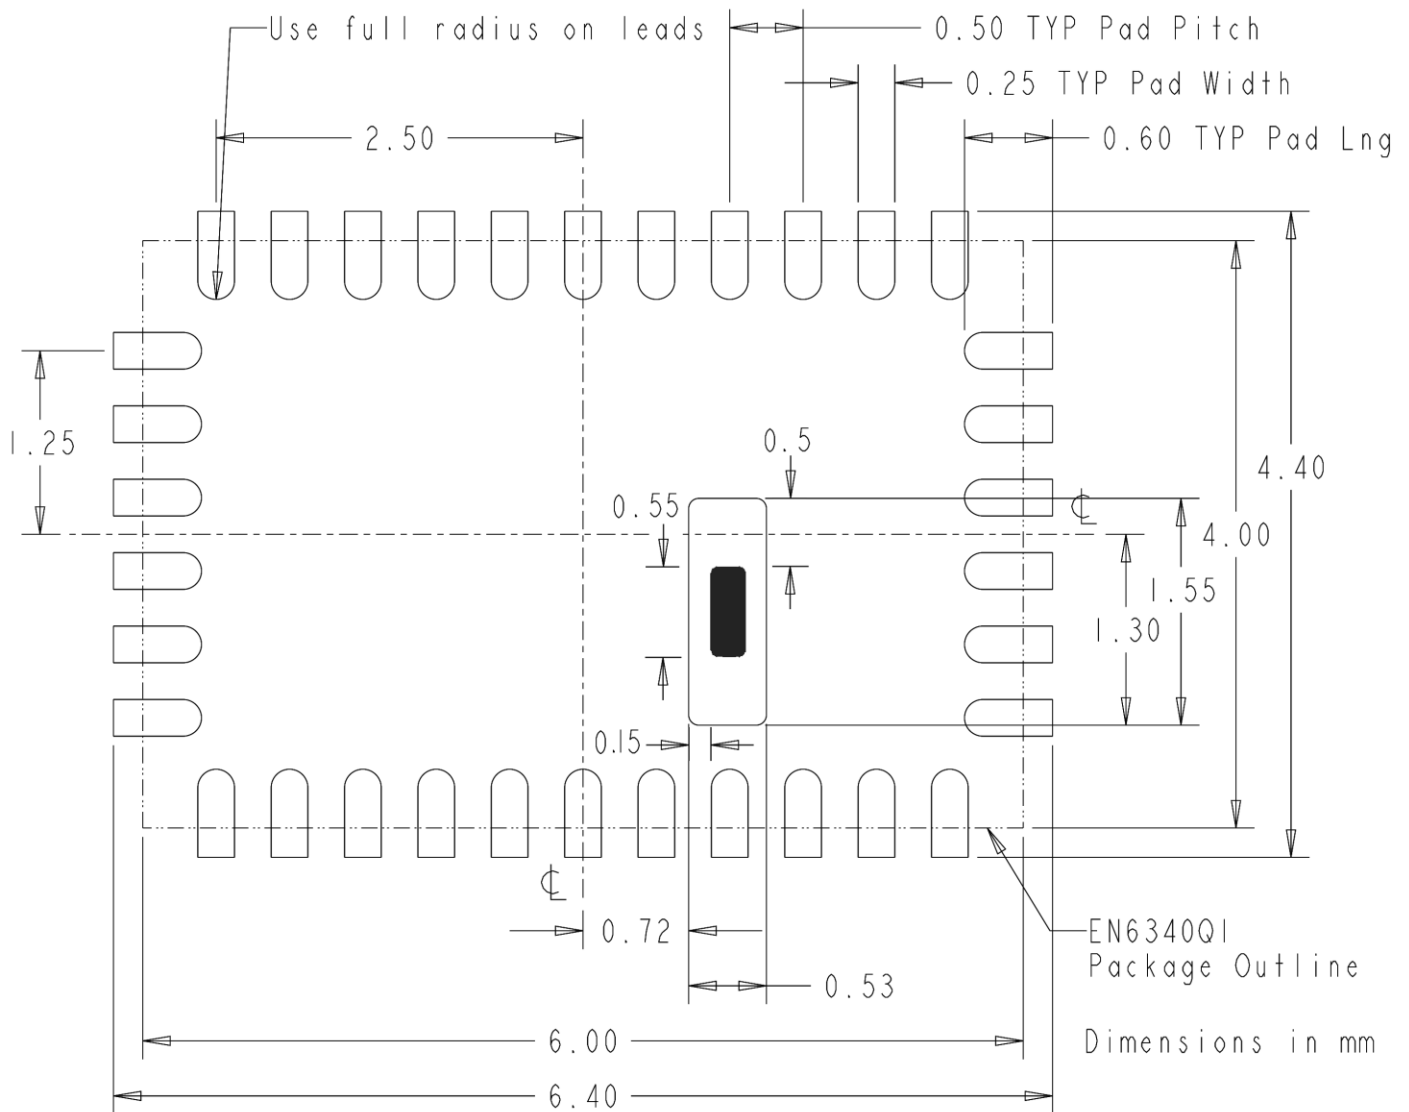 Use full radius on leads
0.50 TYP Pad Pitch
0.25 TYP Pad Width
2.50
0.60 TYP Pad Lng
1.25
0.5
4.40
0.55
℄
4.00
1.55
1.30
0.15
℄
0.72
EN6340QI
Package Outline
0.53
6.00
Dimensions in mm
6.40